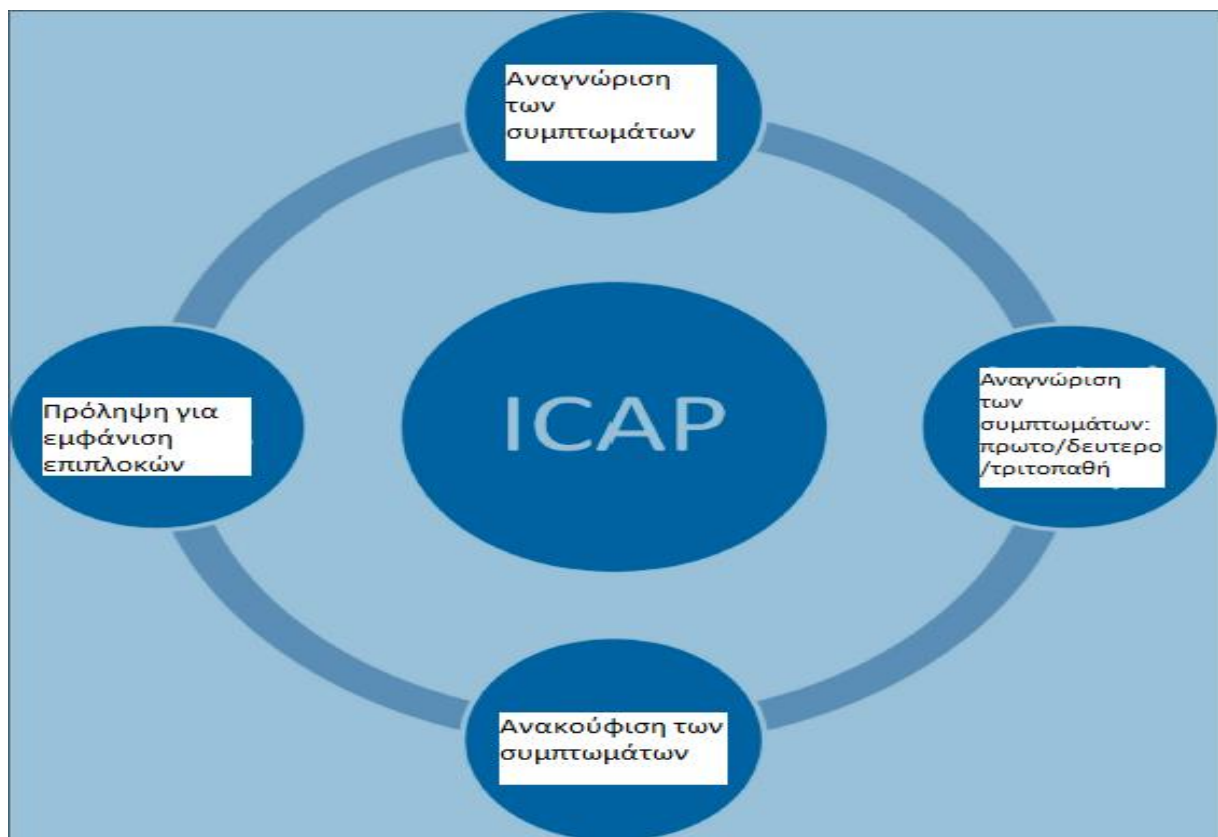 Αναγνώριση
των
συμπτωμάτων
Πρόληψη για
εμφάνιση
επιπλοκών
ICAP
Αναγνώριση
των
συμπτωμάτων:
πρωτο/δευτερο
/τριτοπαθή
Ανακούφιση των
συμπτωμάτων